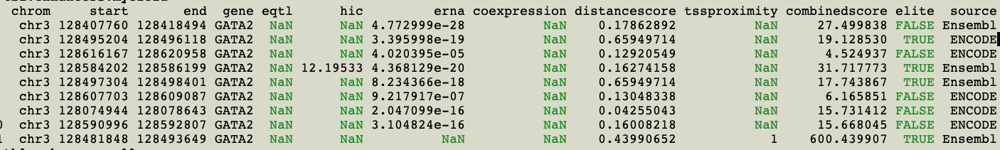 chrom start end gene eqtl hic erna coexpression distancescore tssproximity combinedscore elite source
chr3 128407760 128418494 GATA2 NaN NaN 4.772999e-28 NaN 0.17862892 NaN 27.499838 FALSE Ensembl
chr3 128495204 128496118 GATA2 NaN NaN 3.395998e-19 NaN 0.65949714 NaN 19.128530 TRUE ENCODE
chr3 128616167 128620958 GATA2 NaN NaN 4.020395e-05 NaN 0.12920549 NaN 4.524937 FALSE ENCODE
chr3 128584202 128586199 GATA2 NaN 12.19533 4.368129e-20 NaN 0.16274158 NaN 31.717773 TRUE Ensembl
chr3 128497304 128498401 GATA2 NaN NaN 8.234366e-18 NaN 0.65949714 NaN 17.743867 TRUE Ensembl
chr3 128607703 128609087 GATA2 NaN NaN 9.217917e-07 NaN 0.13048338 NaN 6.165851 FALSE ENCODE
chr3 128074944 128078643 GATA2 NaN NaN 2.047099e-16 NaN 0.04255043 NaN 15.731412 FALSE ENCODE
chr3 128590996 128592807 GATA2 NaN NaN 3.104824e-16 NaN 0.16008218 NaN 15.668045 FALSE ENCODE
chr3 128481848 128493649 GATA2 NaN NaN NaN NaN 0.43990652 1 600.439907 TRUE Ensembl